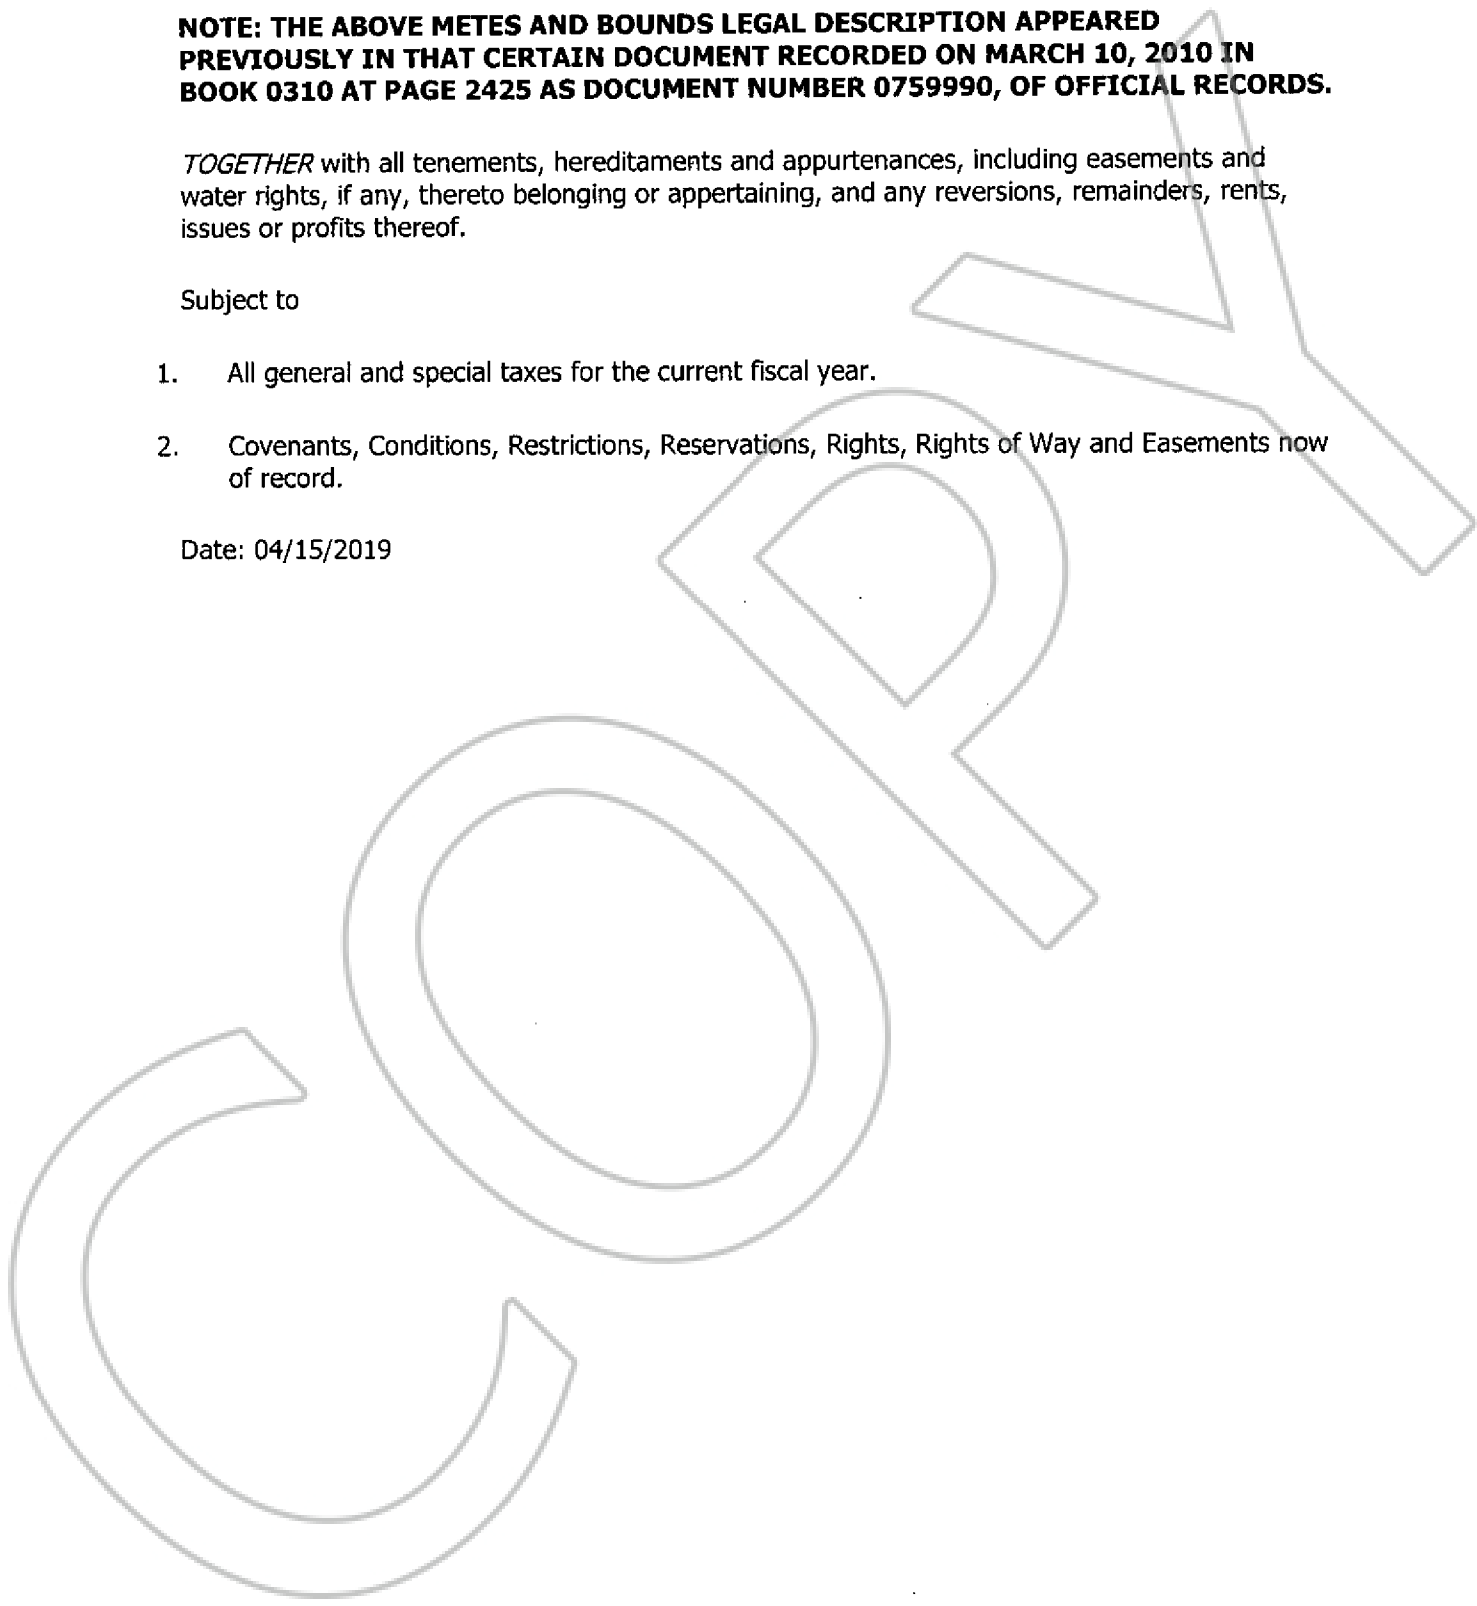 NOTE: THE ABOVE METES AND BOUNDS LEGAL DESCRIPTION APPEARED
PREVIOUSLY IN THAT CERTAIN DOCUMENT RECORDED ON MARCH 10, 2010 IN
BOOK 0310 AT PAGE 2425 AS DOCUMENT NUMBER 0759990, OF OFFICIAL RECORDS.
TOGETHER with all tenements, hereditaments and appurtenances, including easements and
water rights, if any, thereto belonging or appertaining, and any reversions, remainders, rents,
issues or profits thereof.
Subject to
1. All general and special taxes for the current fiscal year.
2. Covenants, Conditions, Restrictions, Reservations, Rights, Rights of Way and Easements now
of record.
Date: 04/15/2019
COPY